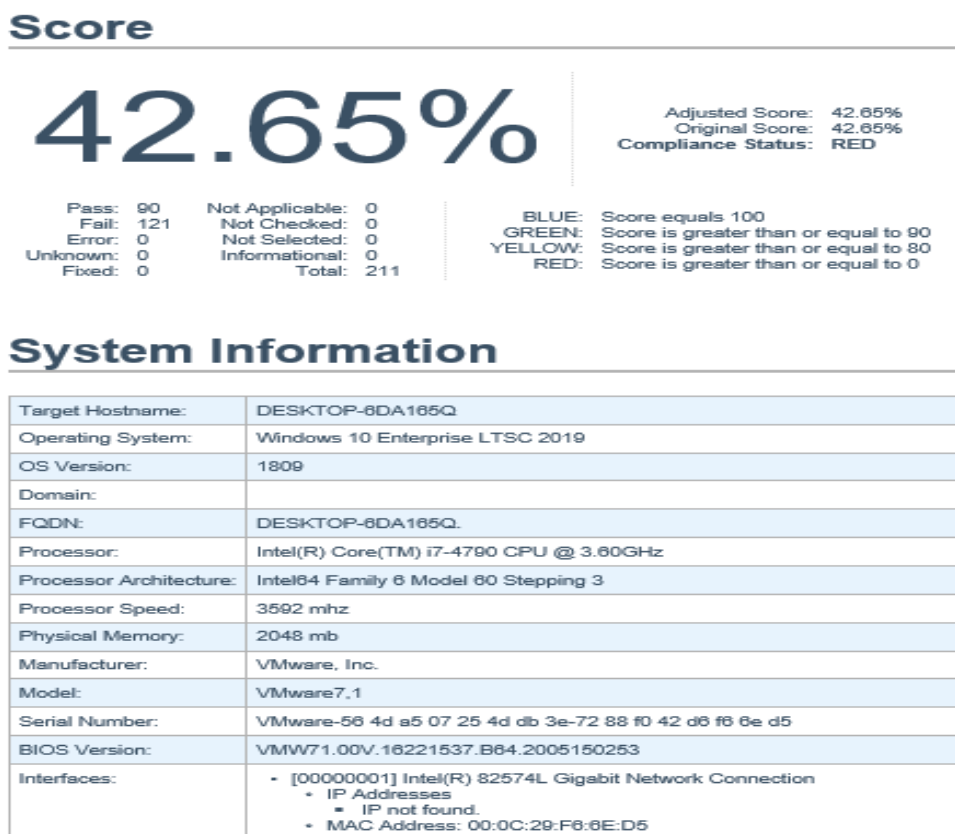 Score
42.65%
Adjusted Score: 42.65%
Original Score: 42.65%
Compliance Status: RED
Pass: 90
Fail: 121
Error: 0
Unknown: 0
Fixed: 0
Not Applicable: 0
Not Checked: 0
Not Selected: 0
Informational: 0
Total: 211
BLUE: Score equals 100
GREEN: Score is greater than or equal to 90
YELLOW: Score is greater than or equal to 80
RED: Score is greater than or equal to 0
System Information
Target Hostname: DESKTOP-6DA165Q
Operating System: Windows 10 Enterprise LTSC 2019
OS Version: 1809
Domain:
FQDN: DESKTOP-6DA165Q.
Processor: Intel(R) Core(TM) i7-4790 CPU @ 3.60GHz
Processor Architecture: Intel64 Family 6 Model 60 Stepping 3
Processor Speed: 3592 mhz
Physical Memory: 2048 mb
Manufacturer: VMware, Inc.
Model: VMware7,1
Serial Number: VMware-56 4d a5 07 25 4d db 3e-72 88 f0 42 d6 f6 6e d5
BIOS Version: VMW71.00V.16221537.B64.2005150253
Interfaces: • [00000001] Intel(R) 82574L Gigabit Network Connection
• IP Addresses
▪ IP not found.
• MAC Address: 00:0C:29:F6:6E:D5